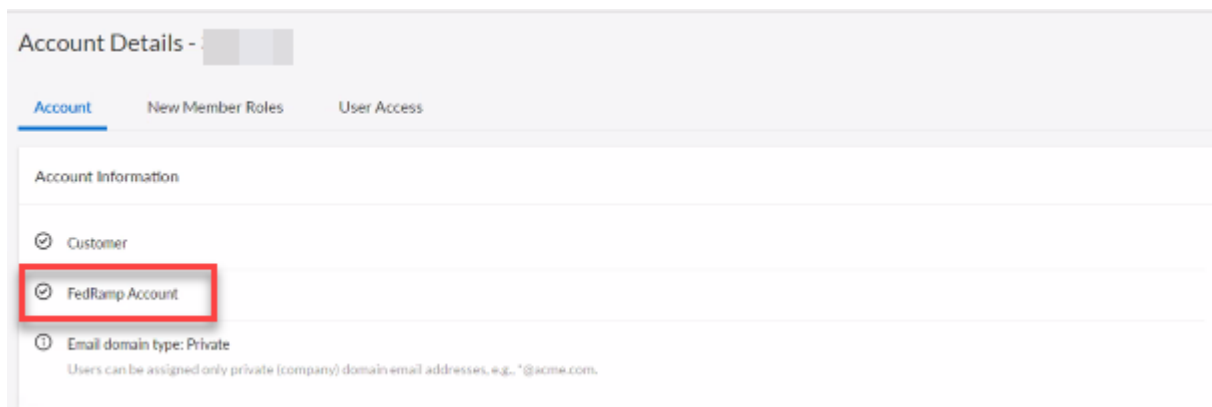 Account Details -
Account New Member Roles User Access
Account Information
Customer
FedRamp Account
Email domain type: Private
Users can be assigned only private (company) domain email addresses, e.g., *@acme.com.